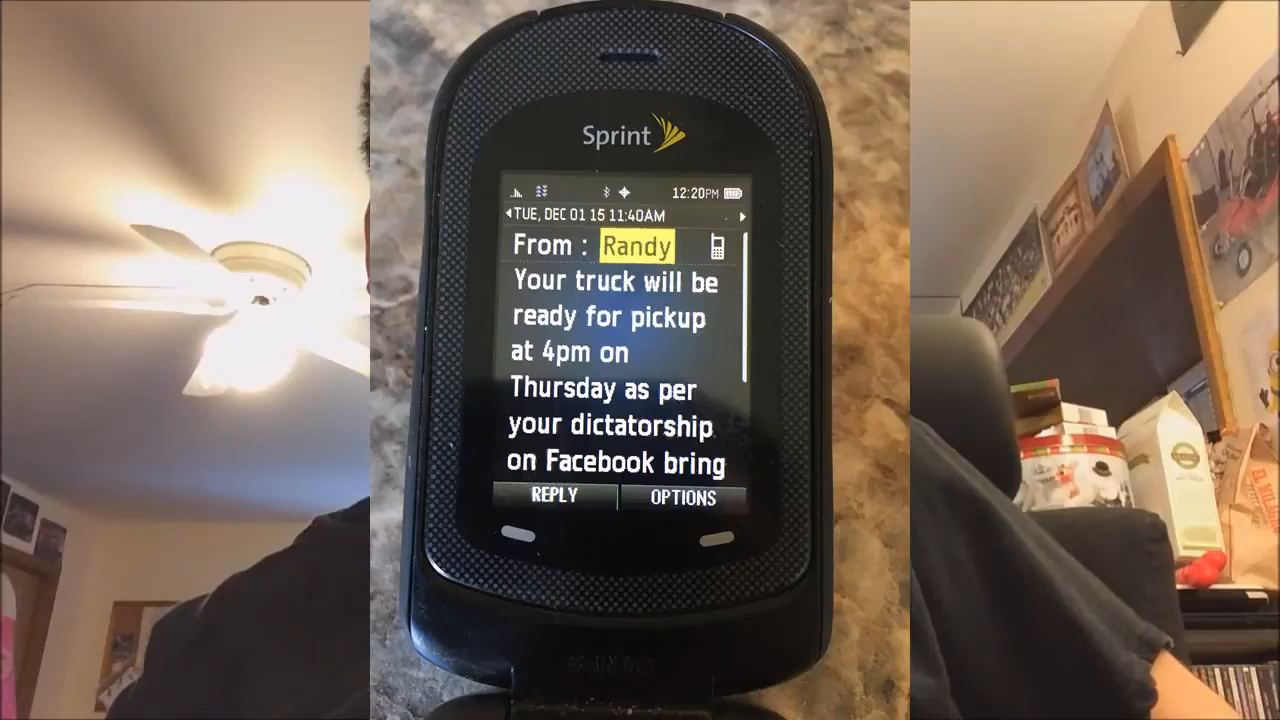 Sprint
12:20PM
TUE, DEC 01 15 11:40AM
From : Randy
Your truck will be
ready for pickup
at 4pm on
Thursday as per
your dictatorship
on Facebook bring
REPLY OPTIONS